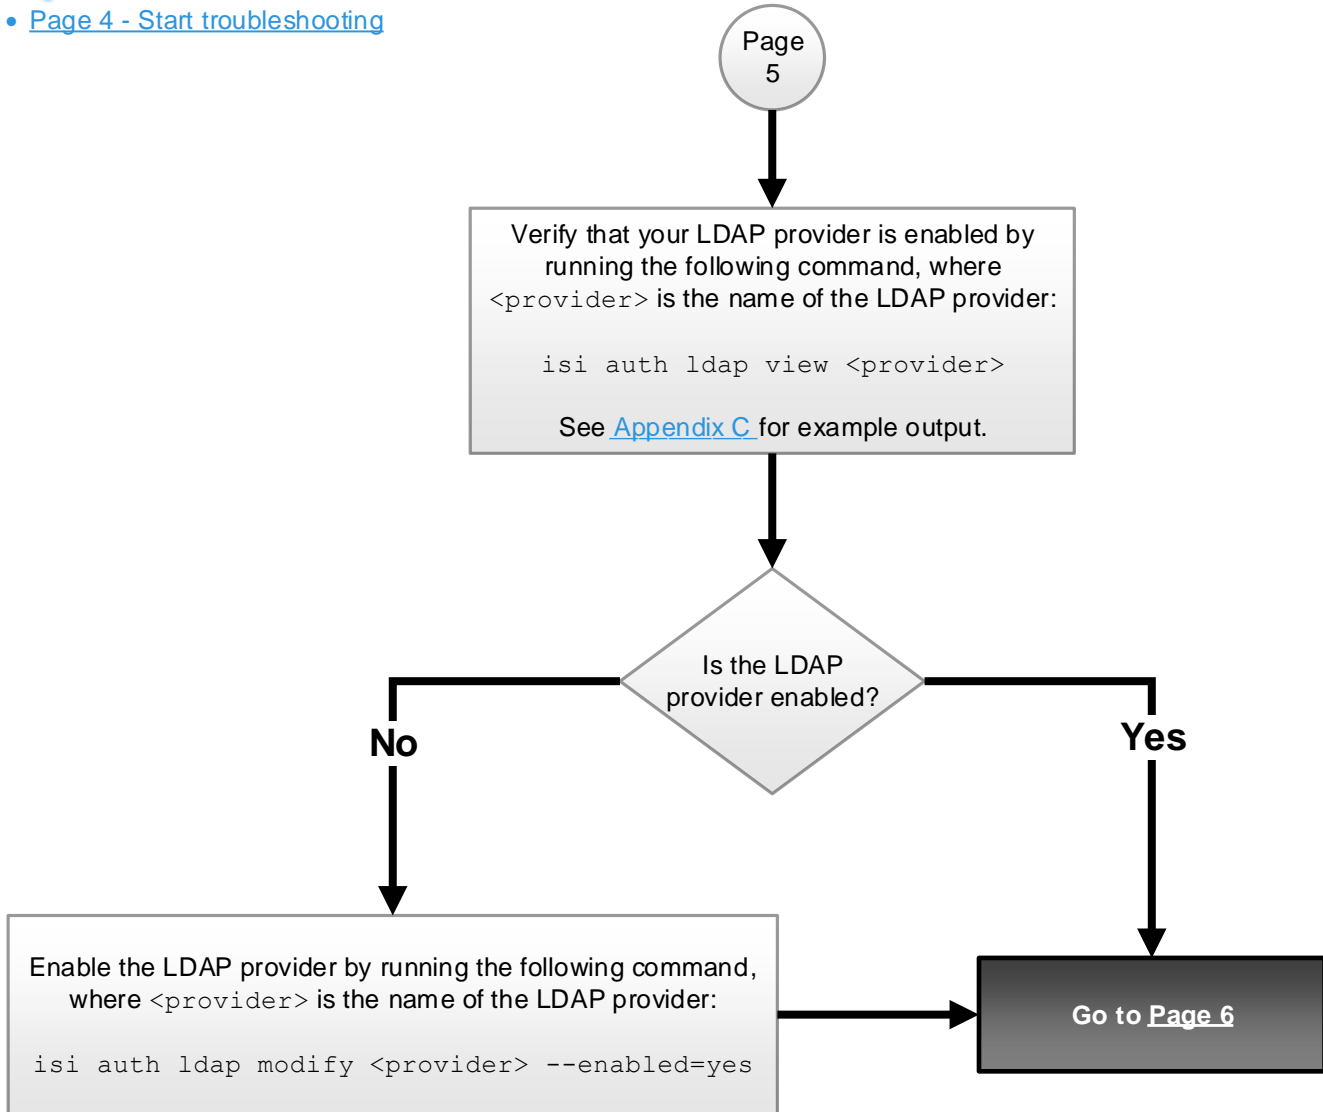 • Page 4 - Start troubleshooting
Page
5
Verify that your LDAP provider is enabled by
running the following command, where
<provider> is the name of the LDAP provider:
isi auth ldap view <provider>
See Appendix C for example output.
Is the LDAP
provider enabled?
No
Yes
Enable the LDAP provider by running the following command,
where <provider> is the name of the LDAP provider:
isi auth ldap modify <provider> --enabled=yes
Go to Page 6